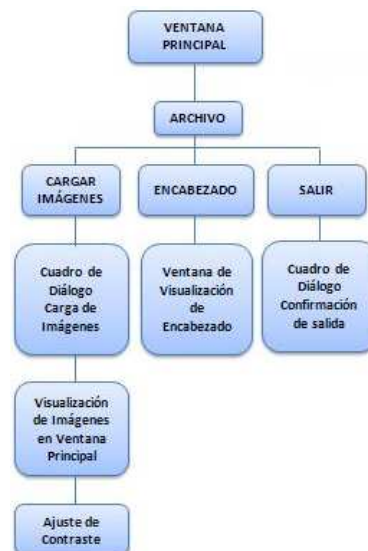 VENTANA
PRINCIPAL
ARCHIVO
CARGAR
IMÁGENES
ENCABEZADO
SALIR
Cuadro de
Diálogo
Carga de
Imágenes
Ventana de
Visualización
de
Encabezado
Cuadro de
Diálogo
Confirmación
de salida
Visualización
de Imágenes
en Ventana
Principal
Ajuste de
Contraste